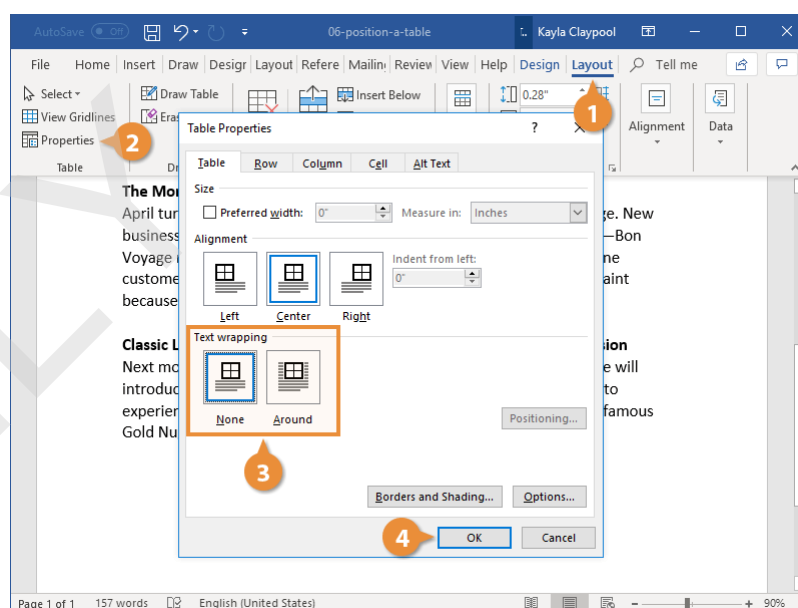 AutoSave Off 06-position-a-table Kayla Claypool
File Home Insert Draw Desigr Layout Refere Mailin Review View Help Design Layout Tell me
Select Draw Table Insert Below 0.28"
View Gridlines Eras Alignment Data
Properties
Table Dr
1
2
Table Properties ? ×
Table Row Column Cell Alt Text
Size
Preferred width: 0" Measure in: Inches
Alignment
Indent from left:
0"
Left Center Right
Text wrapping
None Around
Positioning...
3
Borders and Shading... Options...
4
OK Cancel
The Mo
April tur ge. New
business —Bon
Voyage ne
custome aint
because
Classic L sion
Next mo e will
introduc to
experier famous
Gold Nu
Page 1 of 1 157 words English (United States) 90%